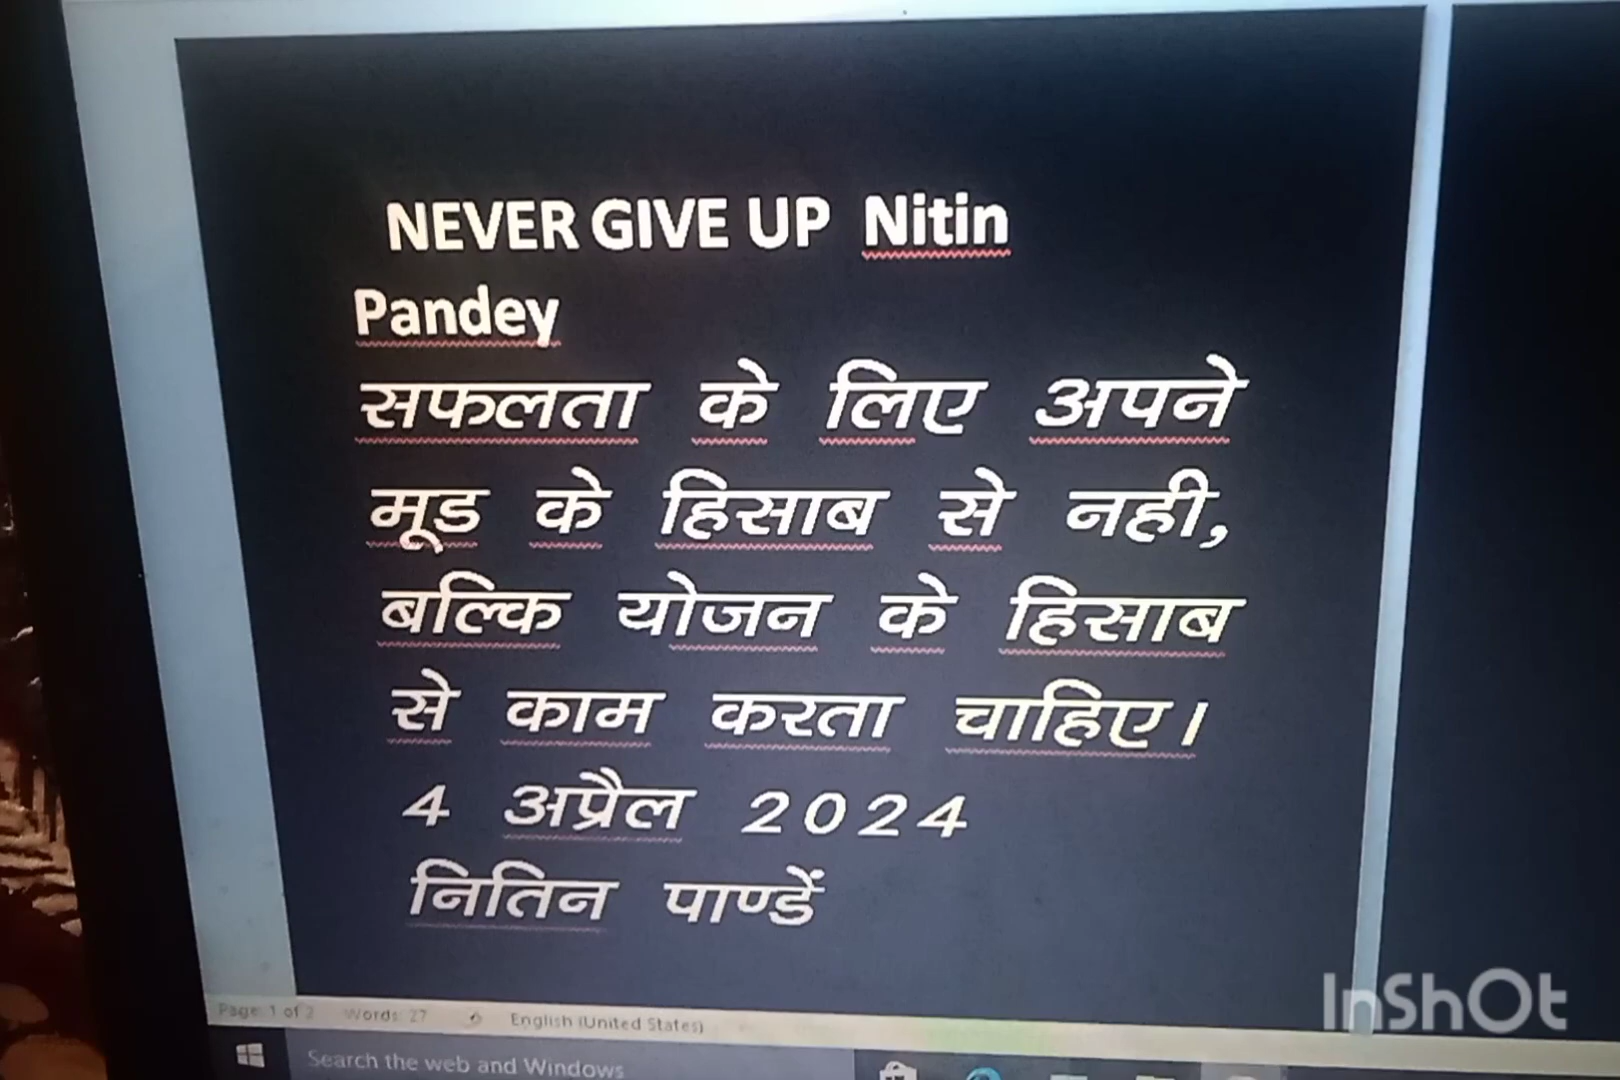 NEVER GIVE UP Nitin
Pandey
सफलता के लिए अपने
मूड के हिसाब से नही,
बल्कि योजन के हिसाब
से काम करता चाहिए।
4 अप्रैल 2024
नितिन पाण्डें
Page: 1 of 2 Words: 27 English (United States)
Search the web and Windows
InShOt